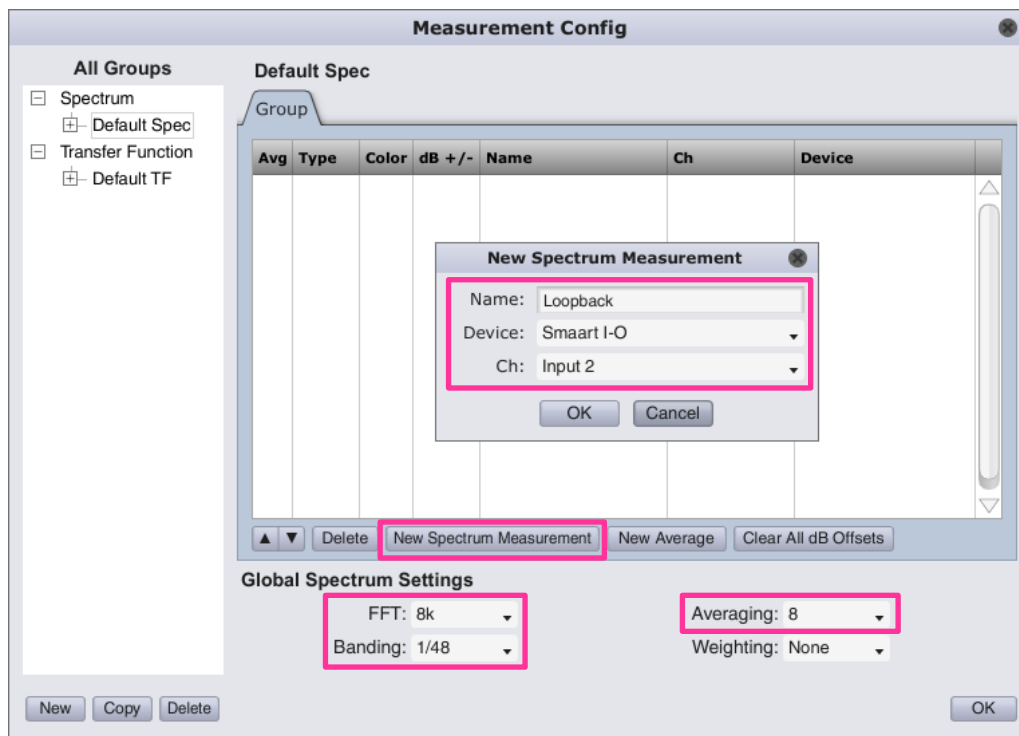 Measurement Config
All Groups
Spectrum
Default Spec
Transfer Function
Default TF
Default Spec
Group
Avg Type Color dB +/- Name Ch Device
New Spectrum Measurement
Name: Loopback
Device: Smaart I-O
Ch: Input 2
OK Cancel
▲ ▼ Delete New Spectrum Measurement New Average Clear All dB Offsets
Global Spectrum Settings
FFT: 8k Averaging: 8
Banding: 1/48 Weighting: None
New Copy Delete OK